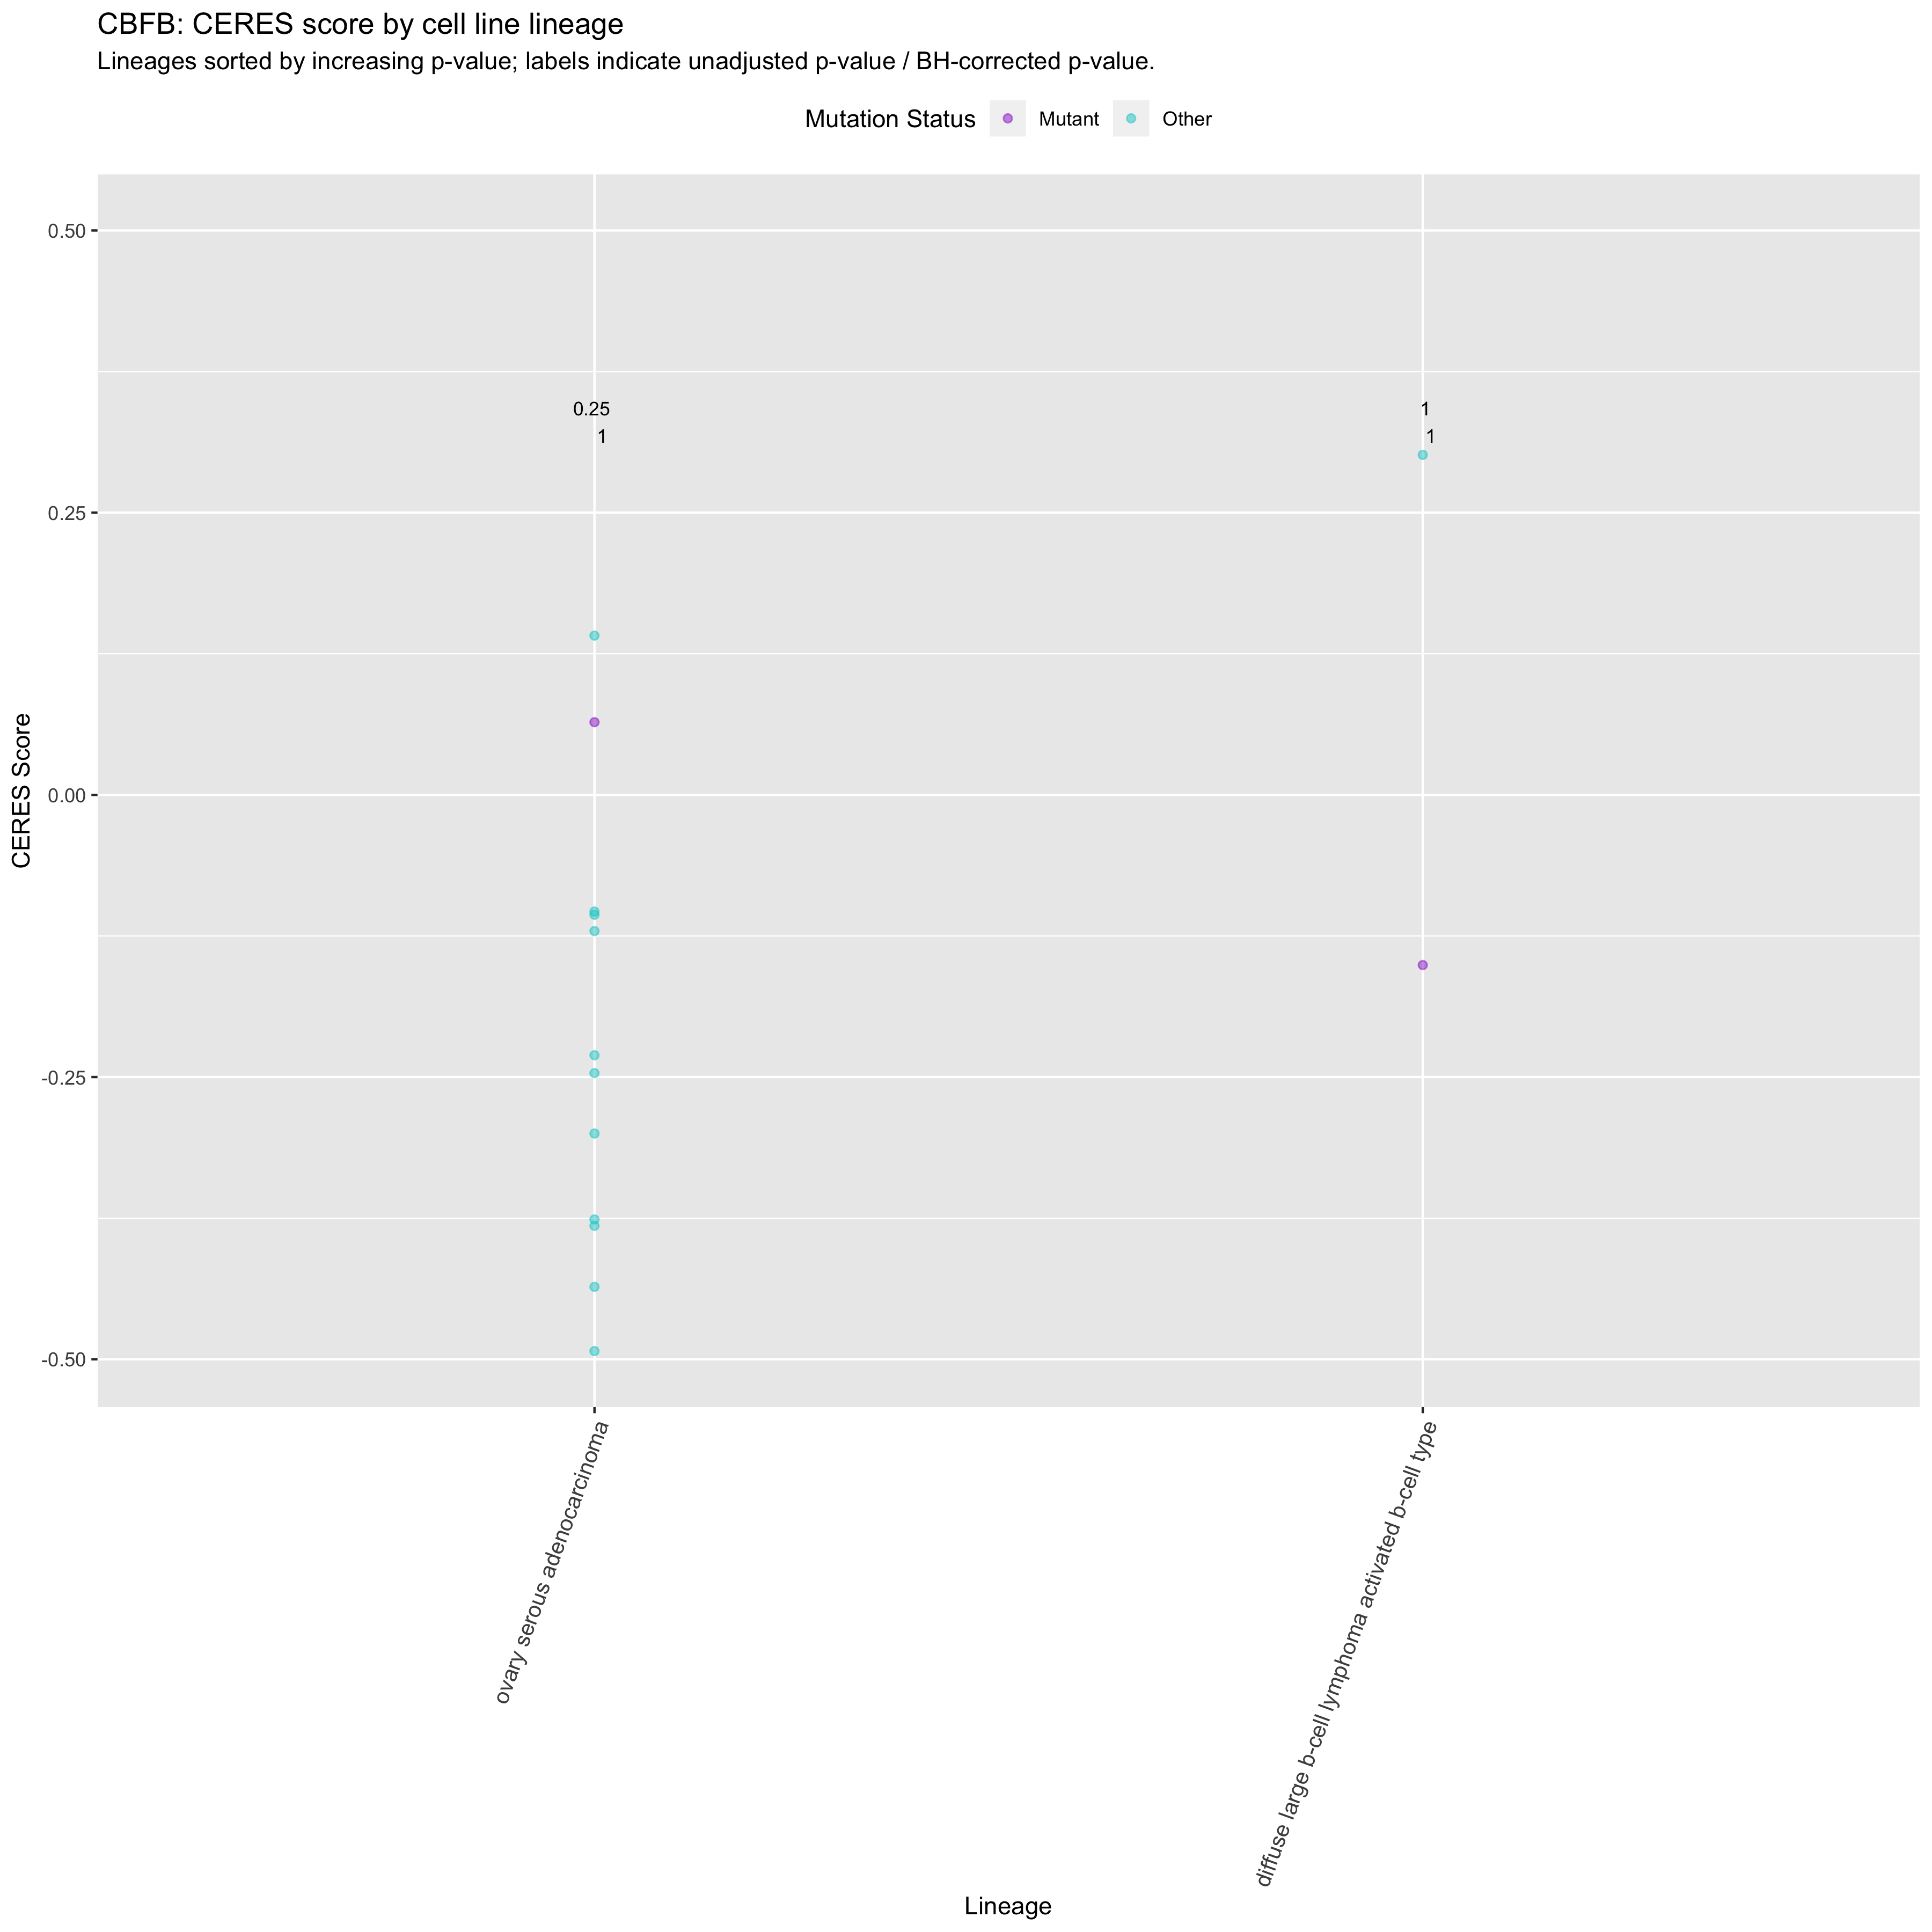 CBFB: CERES score by cell line lineage
Lineages sorted by increasing p-value; labels indicate unadjusted p-value / BH-corrected p-value.
Mutation Status Mutant Other
0.50
0.25 1
1 1
0.25
0.00
-0.25
-0.50
CERES Score
ovary serous adenocarcinoma
diffuse large b-cell lymphoma activated b-cell type
Lineage